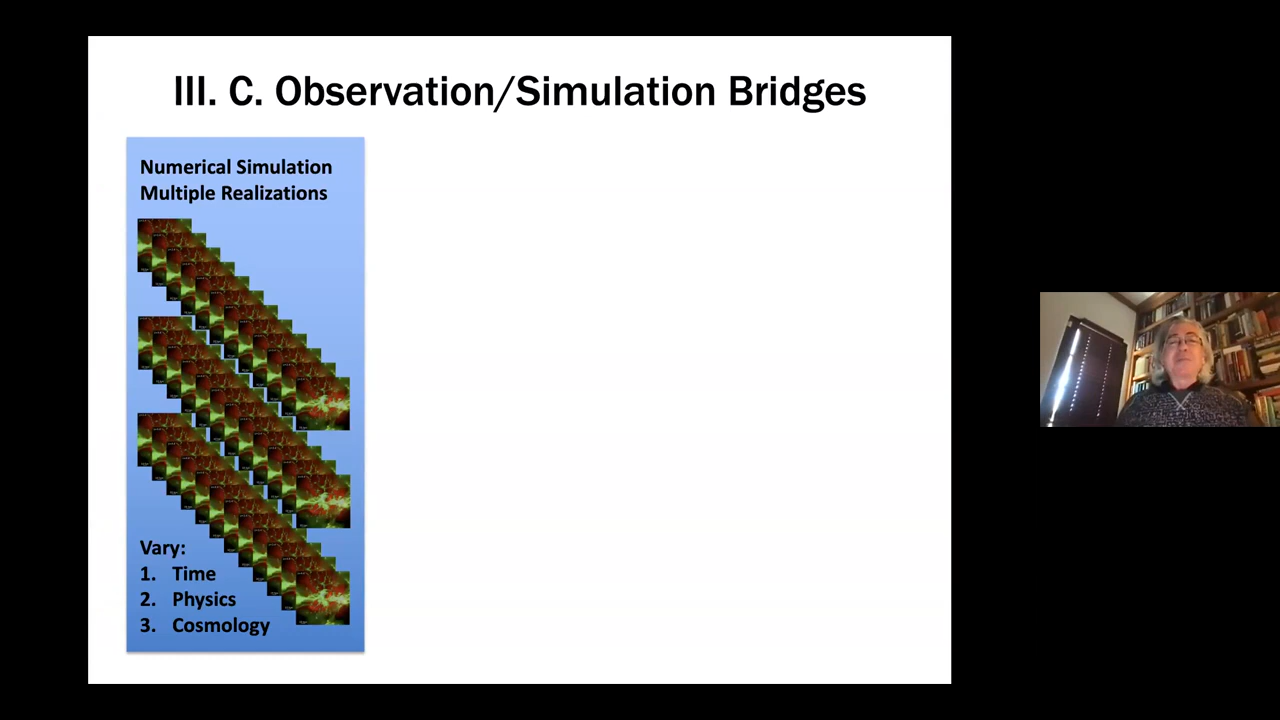 III. C. Observation/Simulation Bridges
Numerical Simulation
Multiple Realizations
Vary:
1. Time
2. Physics
3. Cosmology